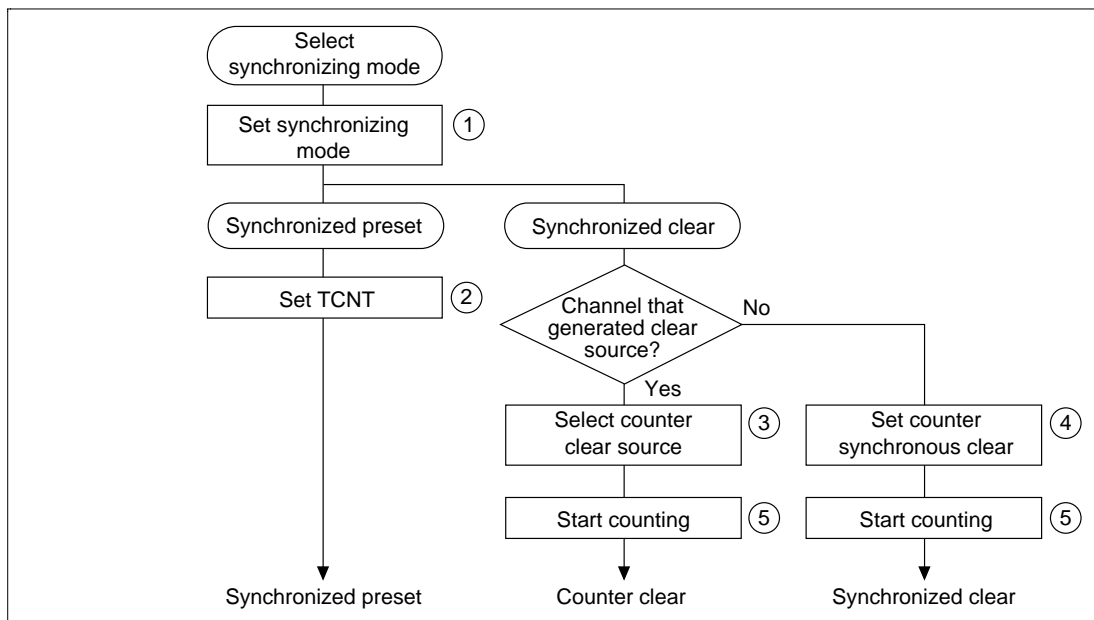 Select
synchronizing mode
Set synchronizing
mode
1
Synchronized preset
Synchronized clear
Set TCNT
2
Channel that
generated clear
source?
No
Yes
Select counter
clear source
3
Set counter
synchronous clear
4
Start counting
5
Start counting
5
Synchronized preset
Counter clear
Synchronized clear